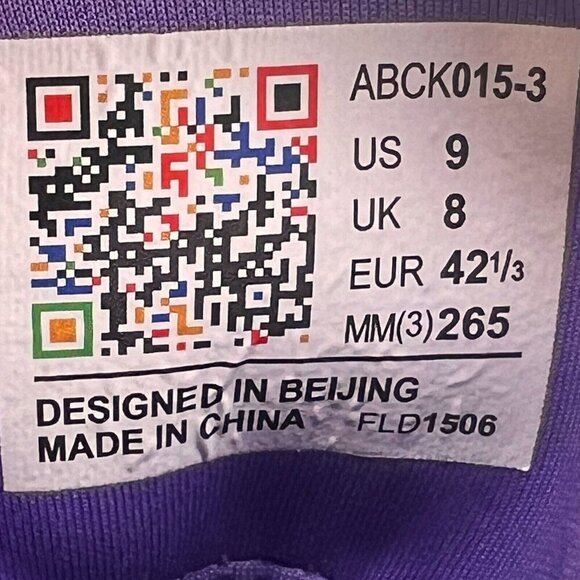 ABCK015-3
US 9
UK 8
EUR 42 1/3
MM(3) 265
DESIGNED IN BEIJING
MADE IN CHINA FLD1506